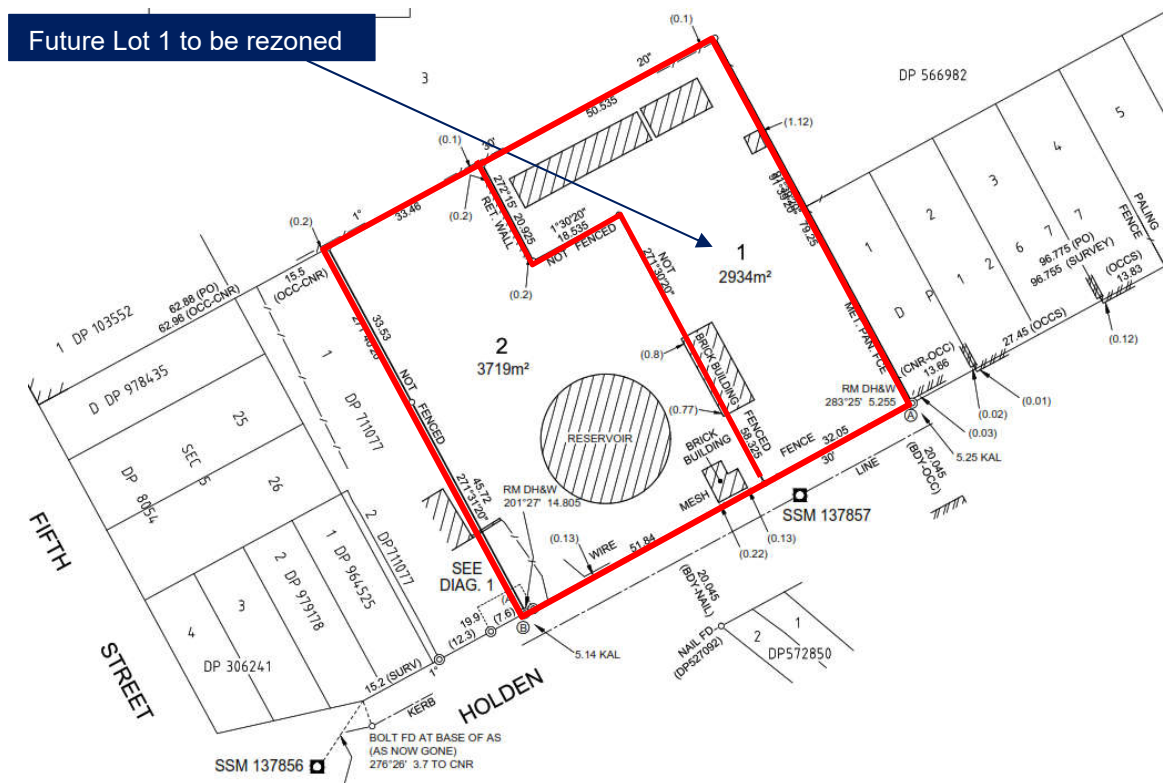 Future Lot 1 to be rezoned
(0.1)
20"
3
DP 566982
50.535
(1.12)
(0.1)
30'
5
4
3
2
1
272°15' 20.925
RET. WALL
(0.2)
33.46
1°
(0.2)
1°30'20"
18.535
NOT FENCED
(0.2)
NOT
271°30'20"
1
2934m²
79.25
MET. PAN. FCE
PALING
FENCE
96.775 (PO)
96.755 (SURVEY)
(OCCS)
13.83
D P 1 2 6 7 7
15.5
(OCC-CNR)
62.88 (PO)
62.96 (OCC-CNR)
1 DP 103552
33.53
271°40'20"
NOT FENCED
2
3719m²
(0.8)
BRICK BUILDING
(0.77)
FENCED
58.325
(CNR-OCC)
13.66
27.45 (OCCS)
(0.12)
(0.01)
(0.02)
(0.03)
RM DH&W
283°25' 5.255
A
5.25 KAL
D DP 978435
1
DP 711077
25
SEC 5
26
DP 8054
RESERVOIR
BRICK
BUILDING
FENCE
32.05
30'
LINE
20.045
(BDY-OCC)
45.72
271°31'20"
RM DH&W
201°27' 14.805
MESH
SSM 137857
(0.13)
(0.22)
(0.13)
WIRE
51.84
FIFTH
STREET
2 DP711077
1 DP 964525
2 DP 979178
3
4
DP 306241
SEE
DIAG. 1
19.9
(7.6)
(12.3)
B
5.14 KAL
20.045
(BDY-NAIL)
NAIL FD
(DP527092)
2
1
DP572850
15.2 (SURV)
1°
KERB
HOLDEN
BOLT FD AT BASE OF AS
(AS NOW GONE)
276°26' 3.7 TO CNR
SSM 137856